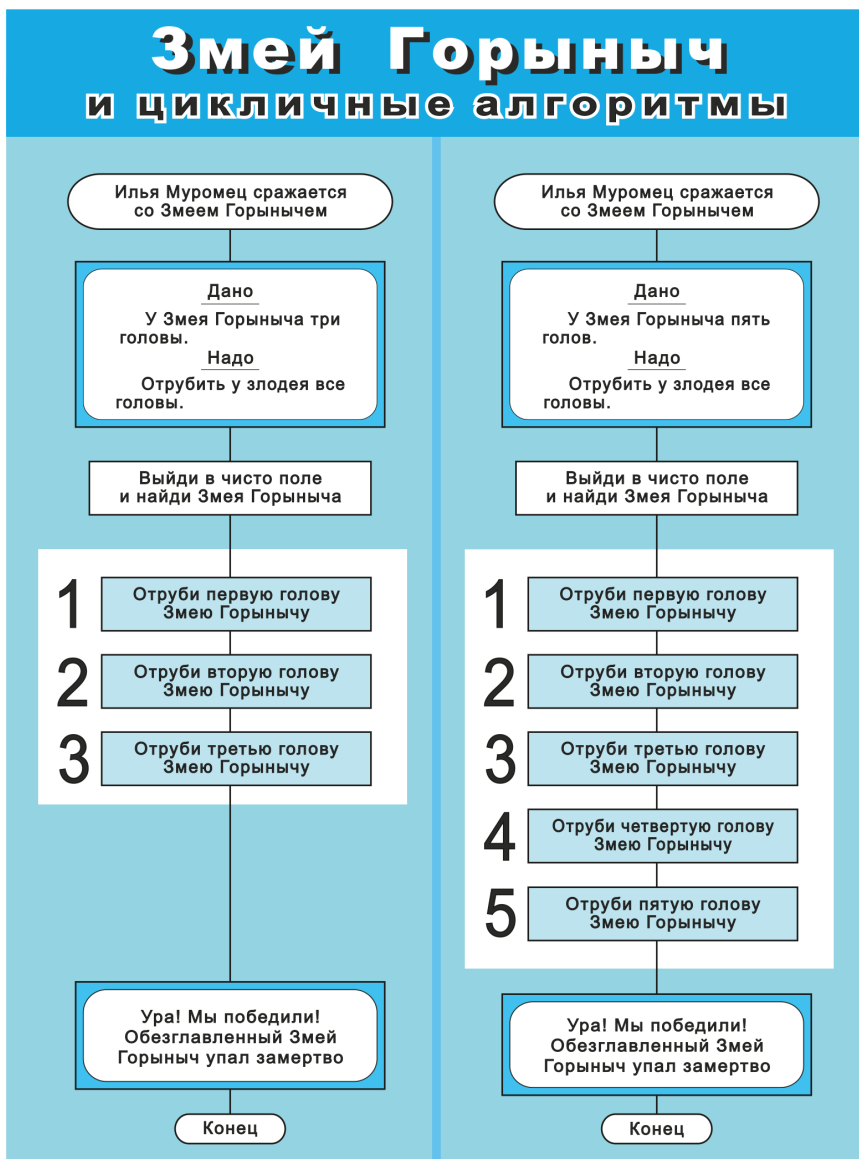 Змей Горыныч
и цикличные алгоритмы
Илья Муромец сражается
со Змеем Горынычем
Дано
У Змея Горыныча три
головы.
Надо
Отрубить у злодея все
головы.
Выйди в чисто поле
и найди Змея Горыныча
1
Отруби первую голову
Змею Горынычу
2
Отруби вторую голову
Змею Горынычу
3
Отруби третью голову
Змею Горынычу
Ура! Мы победили!
Обезглавленный Змей
Горыныч упал замертво
Конец
Илья Муромец сражается
со Змеем Горынычем
Дано
У Змея Горыныча пять
голов.
Надо
Отрубить у злодея все
головы.
Выйди в чисто поле
и найди Змея Горыныча
1
Отруби первую голову
Змею Горынычу
2
Отруби вторую голову
Змею Горынычу
3
Отруби третью голову
Змею Горынычу
4
Отруби четвертую голову
Змею Горынычу
5
Отруби пятую голову
Змею Горынычу
Ура! Мы победили!
Обезглавленный Змей
Горыныч упал замертво
Конец